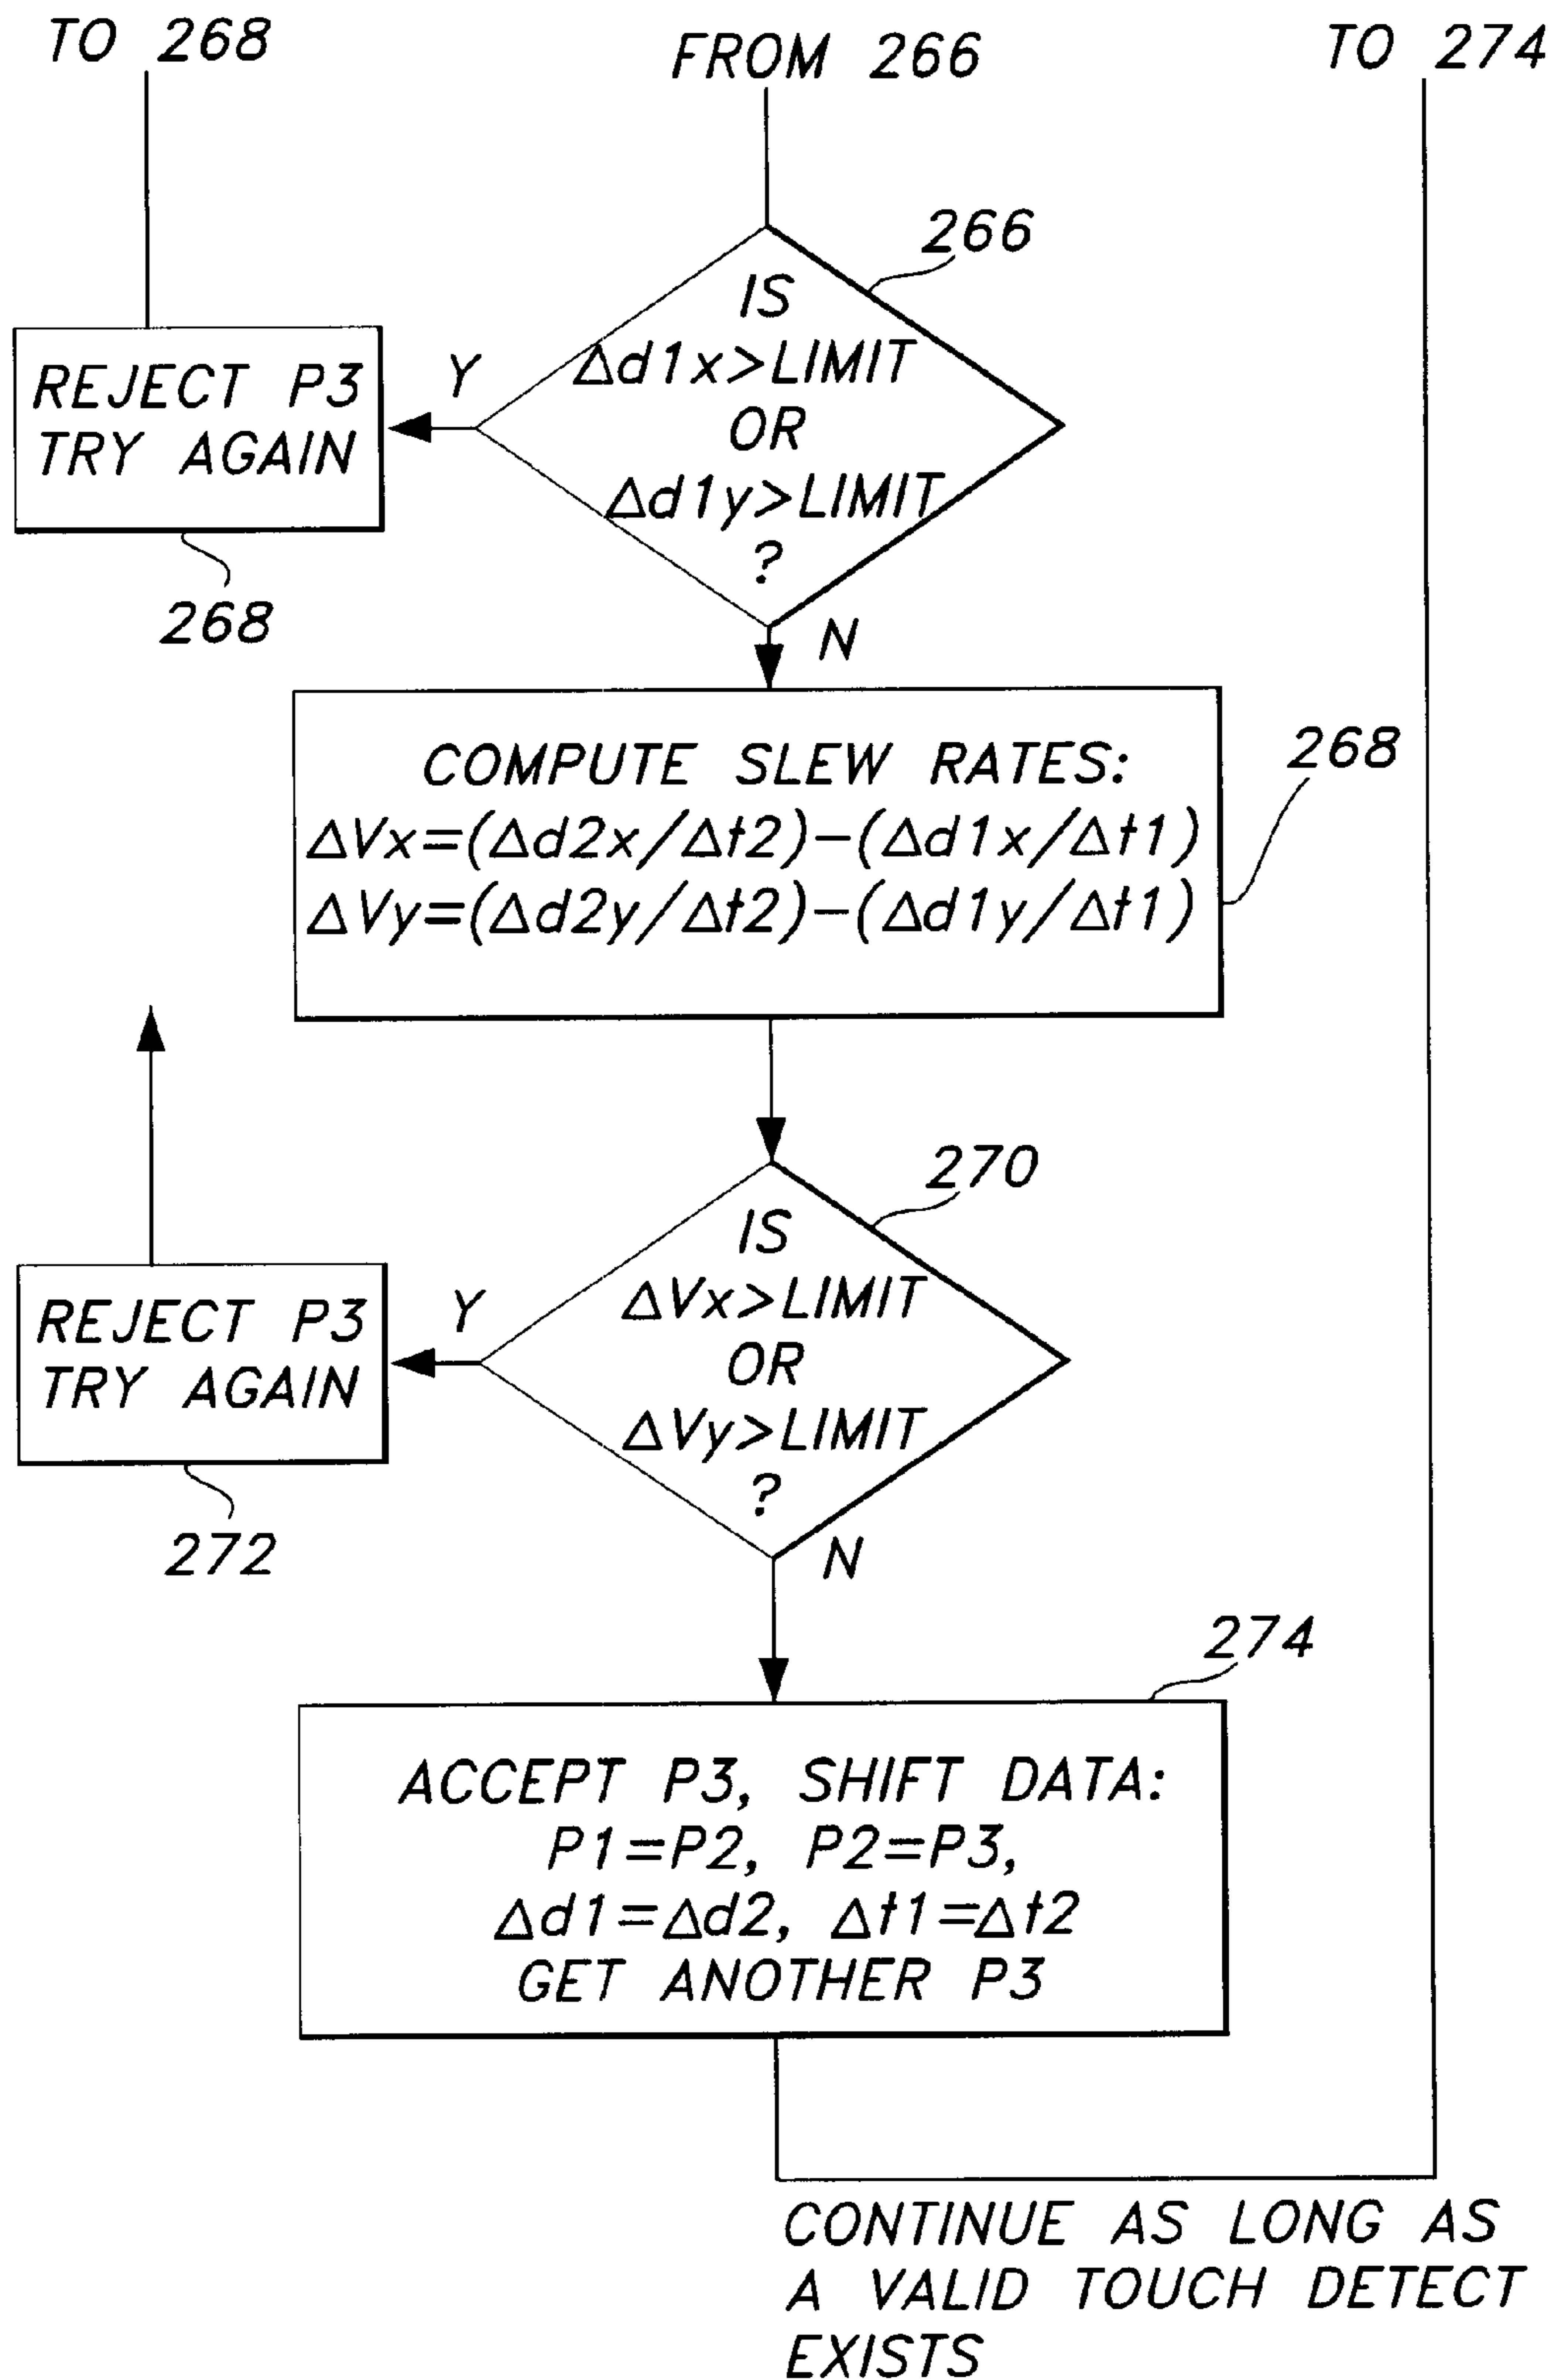 TO 268
FROM 266
TO 274
266
IS
Δd1x>LIMIT
OR
Δd1y>LIMIT
?
Y
REJECT P3
TRY AGAIN
268
N
COMPUTE SLEW RATES:
ΔVx=(Δd2x/Δt2)-(Δd1x/Δt1)
ΔVy=(Δd2y/Δt2)-(Δd1y/Δt1)
268
270
IS
ΔVx>LIMIT
OR
ΔVy>LIMIT
?
Y
REJECT P3
TRY AGAIN
272
N
274
ACCEPT P3, SHIFT DATA:
P1=P2, P2=P3,
Δd1=Δd2, Δt1=Δt2
GET ANOTHER P3
CONTINUE AS LONG AS
A VALID TOUCH DETECT
EXISTS